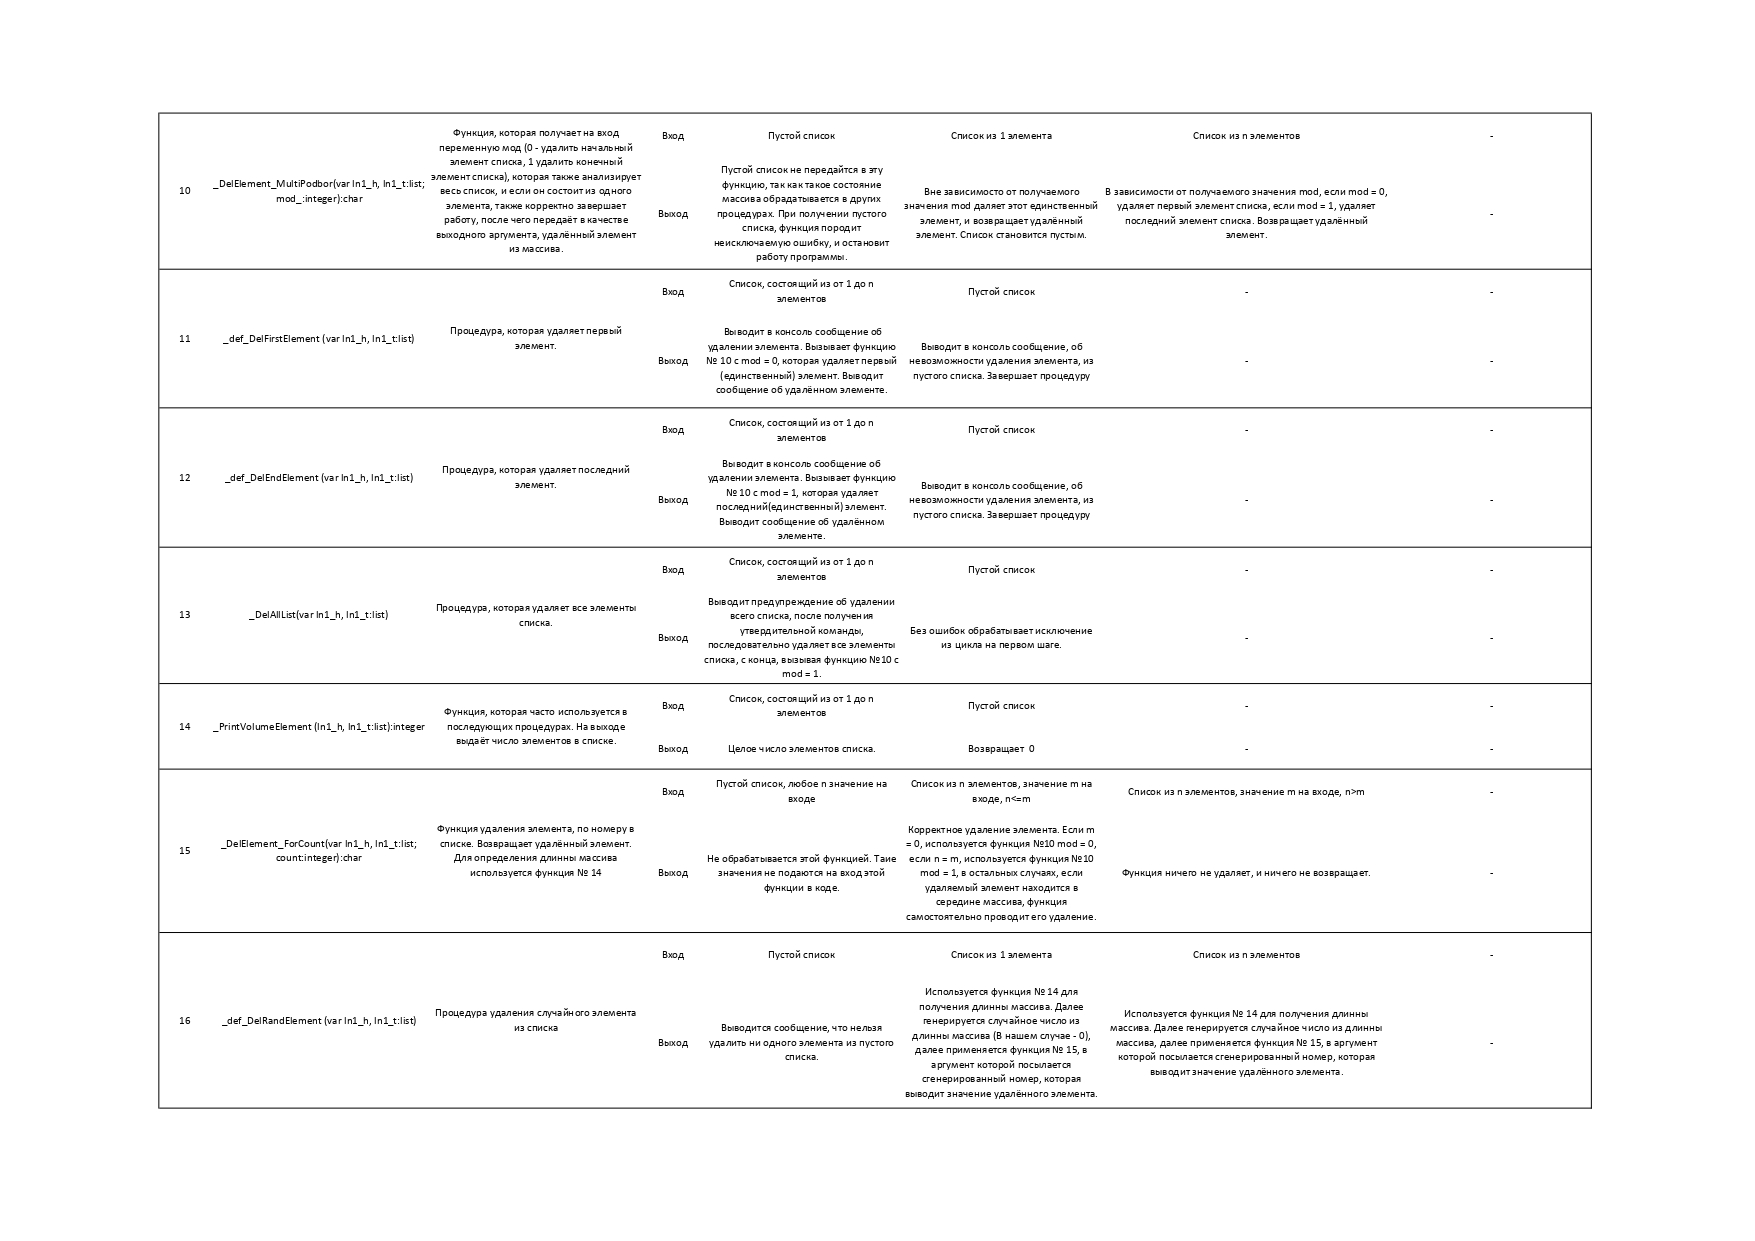 10
_DelElement_MultiPodbor(var ln1_h, ln1_t:list;
mod_:integer):char
Функция, которая получает на вход
переменную мод (0 - удалить начальный
элемент списка, 1 удалить конечный
элемент списка), которая также анализирует
весь список, и если он состоит из одного
элемента, также корректно завершает
работу, после чего передаёт в качестве
выходного аргумента, удалённый элемент
из массива.
Вход
Пустой список
Список из 1 элемента
Список из n элементов
-
Выход
Пустой список не передайтся в эту
функцию, так как такое состояние
массива обрадатывается в других
процедурах. При получении пустого
списка, функция породит
неисключаемую ошибку, и остановит
работу программы.
Вне зависимосто от получаемого
значения mod даляет этот единственный
элемент, и возвращает удалённый
элемент. Список становится пустым.
В зависимости от получаемого значения mod, если mod = 0,
удаляет первый элемент списка, если mod = 1, удаляет
последний элемент списка. Возвращает удалённый
элемент.
-
11
_def_DelFirstElement (var ln1_h, ln1_t:list)
Процедура, которая удаляет первый
элемент.
Вход
Список, состоящий из от 1 до n
элементов
Пустой список
-
-
Выход
Выводит в консоль сообщение об
удалении элемента. Вызывает функцию
№ 10 с mod = 0, которая удаляет первый
(единственный) элемент. Выводит
сообщение об удалённом элементе.
Выводит в консоль сообщение, об
невозможности удаления элемента, из
пустого списка. Завершает процедуру
-
-
12
_def_DelEndElement (var ln1_h, ln1_t:list)
Процедура, которая удаляет последний
элемент.
Вход
Список, состоящий из от 1 до n
элементов
Пустой список
-
-
Выход
Выводит в консоль сообщение об
удалении элемента. Вызывает функцию
№ 10 с mod = 1, которая удаляет
последний(единственный) элемент.
Выводит сообщение об удалённом
элементе.
Выводит в консоль сообщение, об
невозможности удаления элемента, из
пустого списка. Завершает процедуру
-
-
13
_DelAllList(var ln1_h, ln1_t:list)
Процедура, которая удаляет все элементы
списка.
Вход
Список, состоящий из от 1 до n
элементов
Пустой список
-
-
Выход
Выводит предупреждение об удалении
всего списка, после получения
утвердительной команды,
последовательно удаляет все элементы
списка, с конца, вызывая функцию №10 с
mod = 1.
Без ошибок обрабатывает исключение
из цикла на первом шаге.
-
-
14
_PrintVolumeElement (ln1_h, ln1_t:list):integer
Функция, которая часто используется в
последующих процедурах. На выходе
выдаёт число элементов в списке.
Вход
Список, состоящий из от 1 до n
элементов
Пустой список
-
-
Выход
Целое число элементов списка.
Возвращает 0
-
-
15
_DelElement_ForCount(var ln1_h, ln1_t:list;
count:integer):char
Функция удаления элемента, по номеру в
списке. Возвращает удалённый элемент.
Для определения длинны массива
используется функция № 14
Вход
Пустой список, любое n значение на
входе
Список из n элементов, значение m на
входе, n<=m
Список из n элементов, значение m на входе, n>m
-
Выход
Не обрабатывается этой функцией. Таие
значения не подаются на вход этой
функции в коде.
Корректное удаление элемента. Если m
= 0, используется функция №10 mod = 0,
если n = m, используется функция №10
mod = 1, в остальных случаях, если
удаляемый элемент находится в
середине массива, функция
самостоятельно проводит его удаление.
Функция ничего не удаляет, и ничего не возвращает.
-
16
_def_DelRandElement (var ln1_h, ln1_t:list)
Процедура удаления случайного элемента
из списка
Вход
Пустой список
Список из 1 элемента
Список из n элементов
-
Выход
Выводится сообщение, что нельзя
удалить ни одного элемента из пустого
списка.
Используется функция № 14 для
получения длинны массива. Далее
генерируется случайное число из
длинны массива (В нашем случае - 0),
далее применяется функция № 15, в
аргумент которой посылается
сгенерированный номер, которая
выводит значение удалённого элемента.
Используется функция № 14 для получения длинны
массива. Далее генерируется случайное число из длинны
массива, далее применяется функция № 15, в аргумент
которой посылается сгенерированный номер, которая
выводит значение удалённого элемента.
-